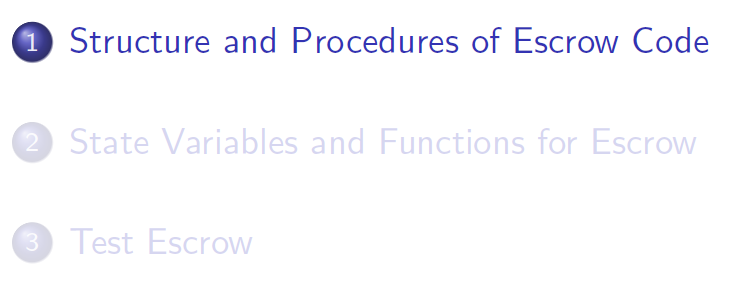 1 Structure and Procedures of Escrow Code
2 State Variables and Functions for Escrow
3 Test Escrow